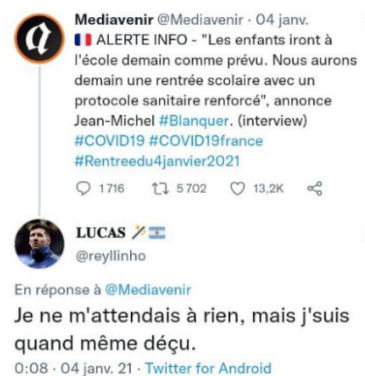 Mediavenir @Mediavenir · 04 janv.
🇫🇷 ALERTE INFO - "Les enfants iront à
l'école demain comme prévu. Nous aurons
demain une rentrée scolaire avec un
protocole sanitaire renforcé", annonce
Jean-Michel #Blanquer. (interview)
#COVID19 #COVID19france
#Rentreedu4janvier2021
1716 5 702 13,2K
LUCAS
@reyllinho
En réponse à @Mediavenir
Je ne m'attendais à rien, mais j'suis
quand même déçu.
0:08 · 04 janv. 21 · Twitter for Android